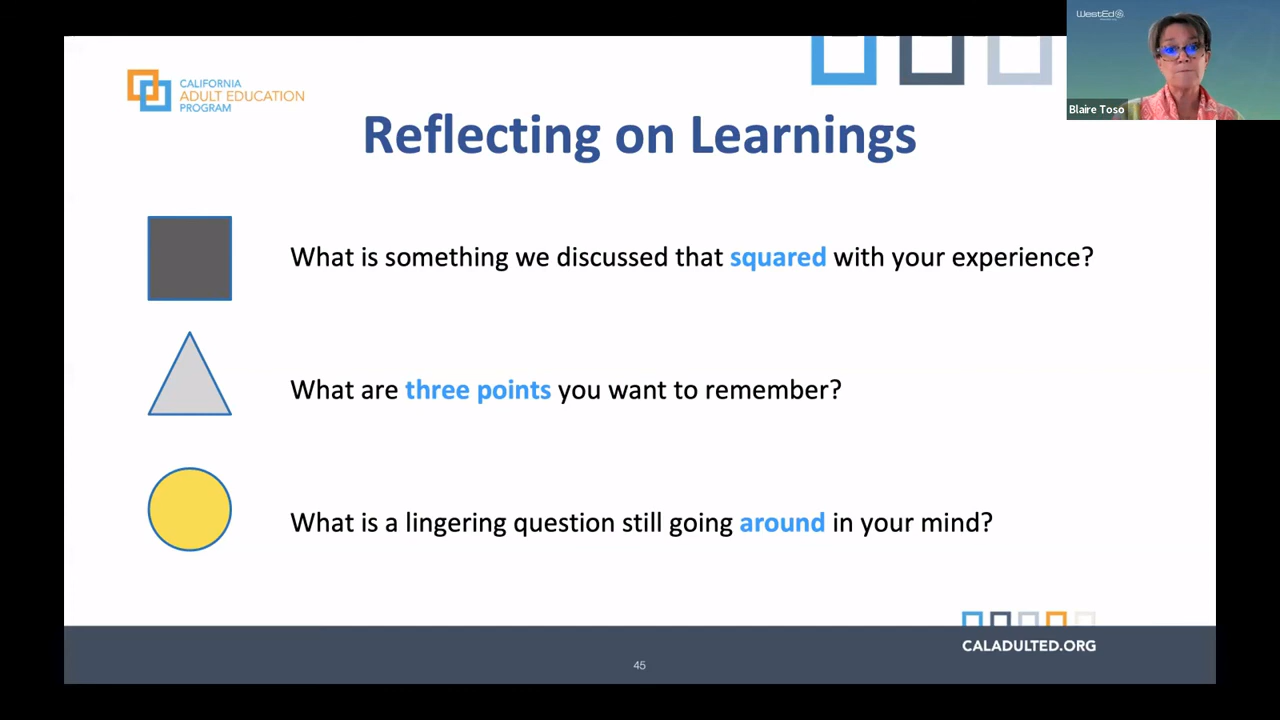 WestEd
Blaire Toso
CALIFORNIA
ADULT EDUCATION
PROGRAM
Reflecting on Learnings
What is something we discussed that squared with your experience?
What are three points you want to remember?
What is a lingering question still going around in your mind?
CALADULTED.ORG
45